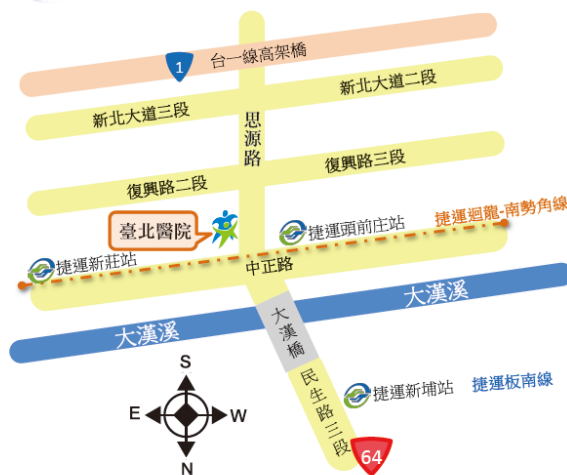 台一線高架橋
1
新北大道三段
新北大道二段
思源路
復興路二段
復興路三段
臺北醫院
捷運頭前庄站
捷運迴龍-南勢角線
捷運新莊站
中正路
大漢溪
大漢溪
大漢橋
民生路三段
捷運新埔站
捷運板南線
64
S
E
W
N